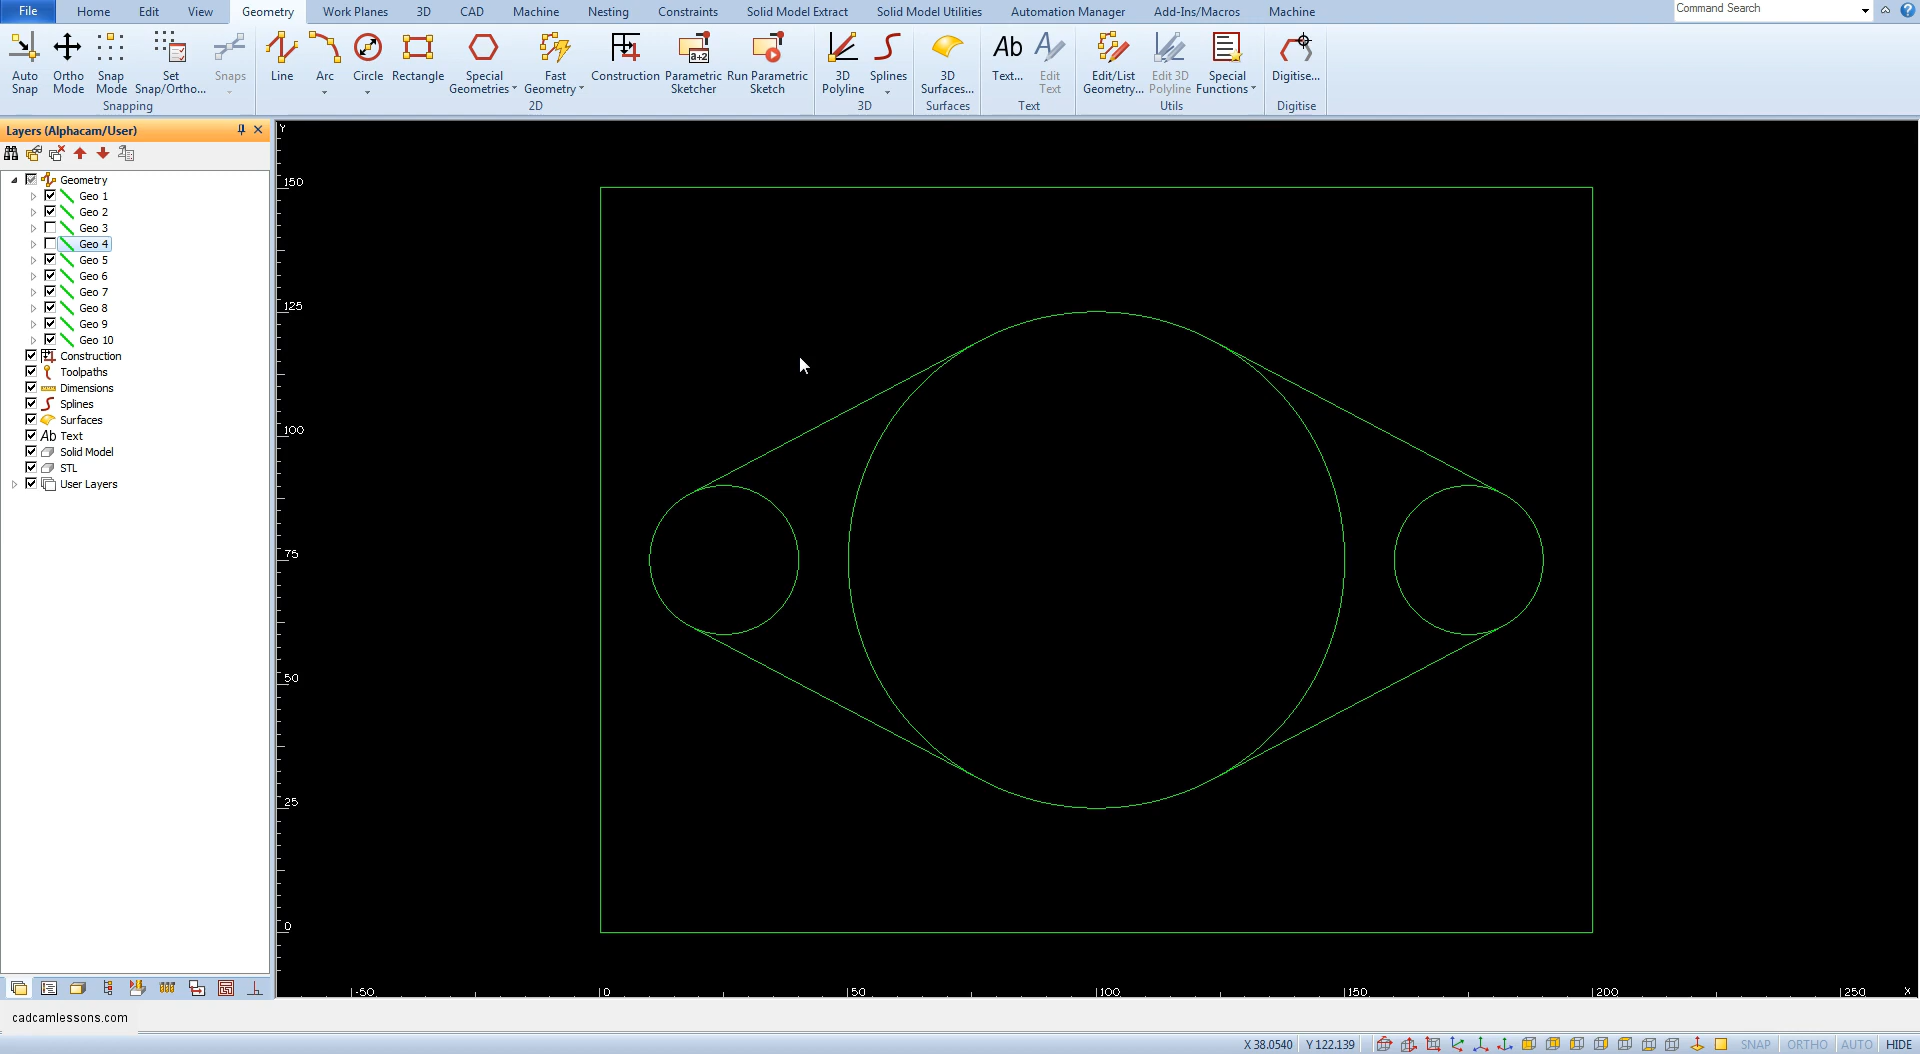 File Home Edit View Geometry Work Planes 3D CAD Machine Nesting Constraints Solid Model Extract Solid Model Utilities Automation Manager Add-Ins/Macros Machine Command Search
Auto Snap Ortho Mode Snap Mode Set Snap/Ortho... Snaps Line Arc Circle Rectangle Special Geometries Fast Geometry Construction Parametric Sketcher Run Parametric Sketch 3D Polyline Splines 3D Surfaces... Text... Edit Text Edit/List Geometry... Edit 3D Polyline Special Functions Digitise...
Snapping 2D 3D Surfaces Text Utils Digitise
Layers (Alphacam/User)
Geometry
Geo 1
Geo 2
Geo 3
Geo 4
Geo 5
Geo 6
Geo 7
Geo 8
Geo 9
Geo 10
Construction
Toolpaths
Dimensions
Splines
Surfaces
Ab Text
Solid Model
STL
User Layers
Y
150
125
100
75
50
25
0
-50 0 50 100 150 200 250 X
cadcamlessons.com
X 38.0540 Y 122.139 SNAP ORTHO AUTO HIDE